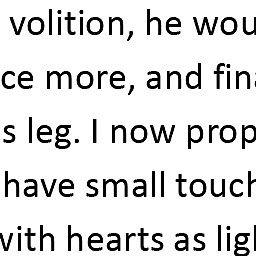 volition, he wou
ce more, and fina
s leg. I now prop
have small touch
with hearts as ligh